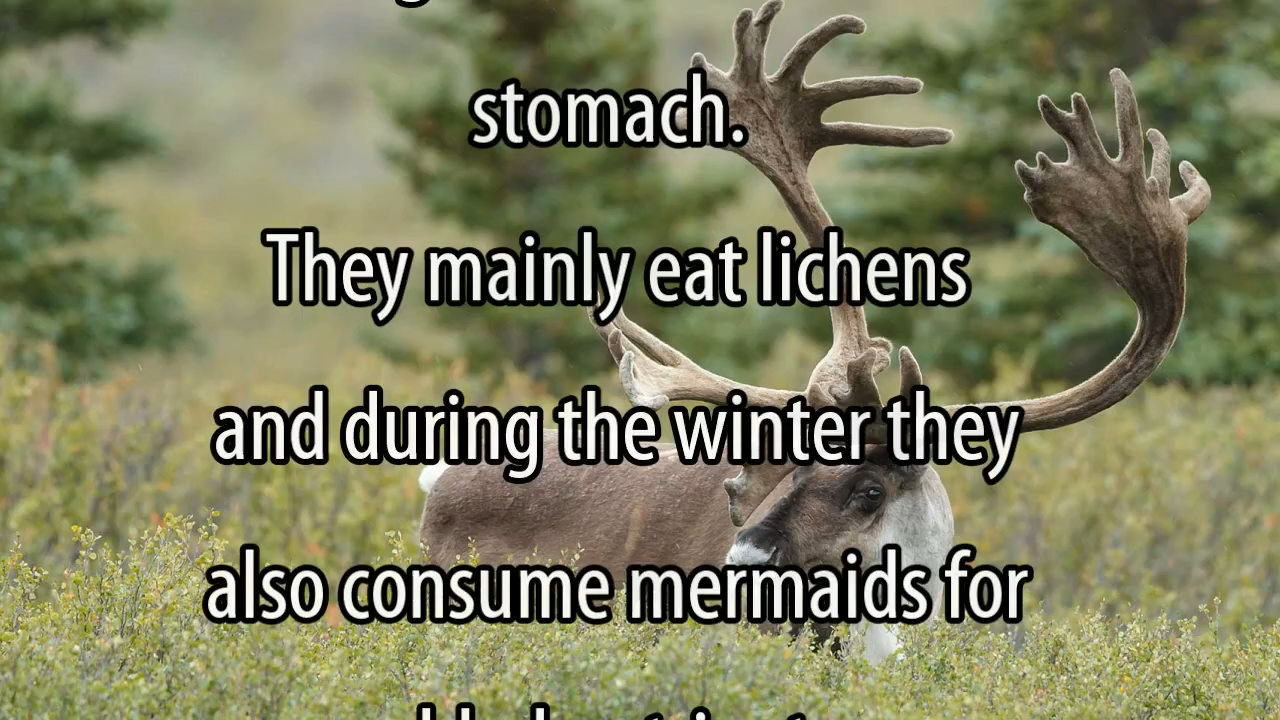 stomach.
They mainly eat lichens
and during the winter they
also consume mermaids for